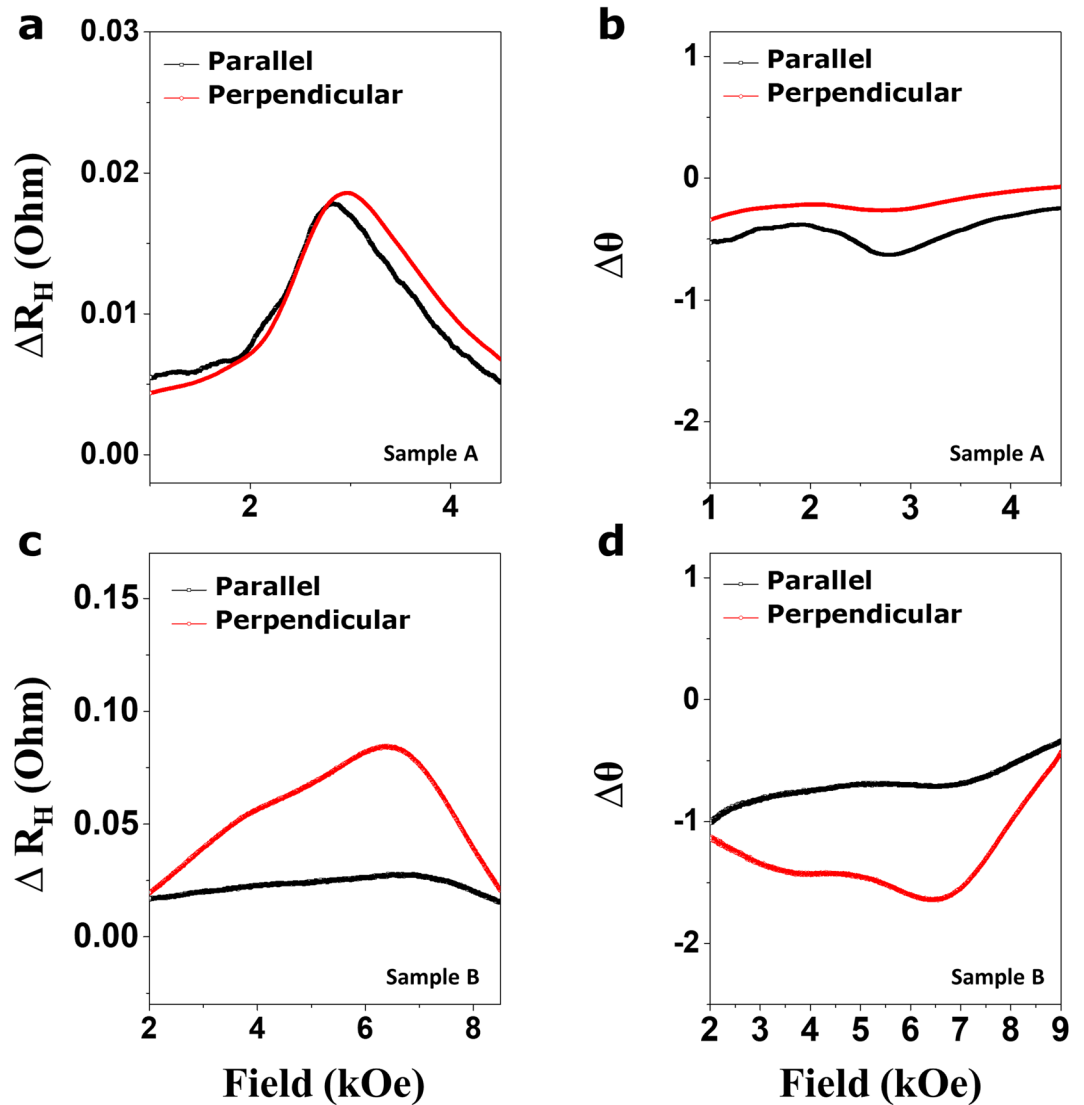 a
0.03
0.02
0.01
0.00
ΔR_H (Ohm)
Parallel
Perpendicular
Sample A
2
4
b
1
0
-1
-2
Δθ
Parallel
Perpendicular
Sample A
1
2
3
4
c
0.15
0.10
0.05
0.00
Δ R_H (Ohm)
Parallel
Perpendicular
Sample B
2
4
6
8
Field (kOe)
d
1
0
-1
-2
Δθ
Parallel
Perpendicular
Sample B
2
3
4
5
6
7
8
9
Field (kOe)